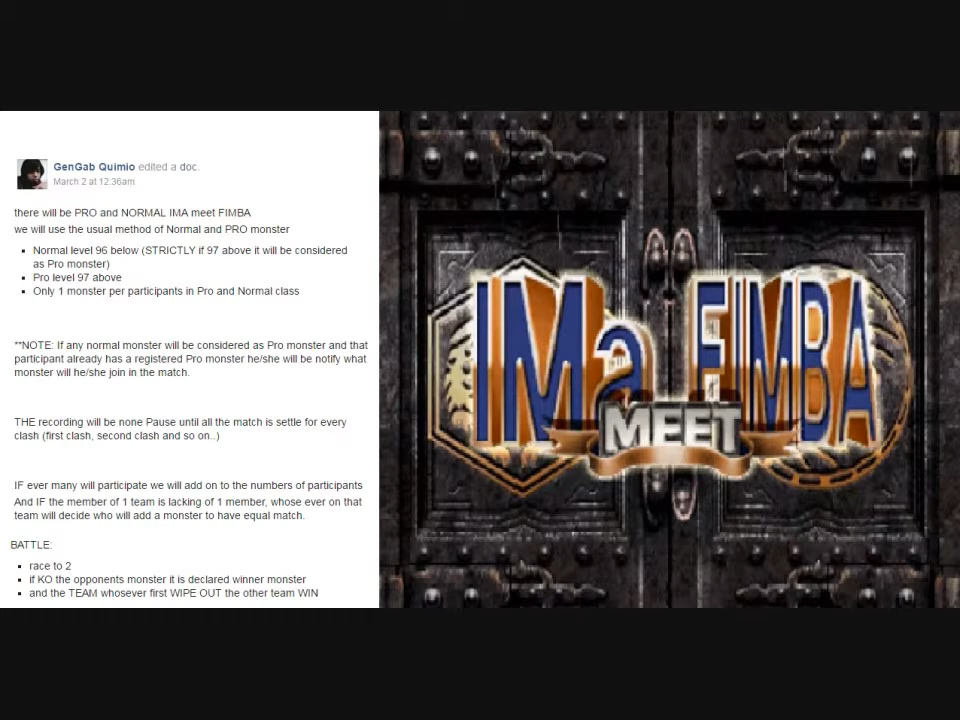 GenGab Quimio edited a doc.
March 2 at 12:36am
there will be PRO and NORMAL IMA meet FIMBA
we will use the usual method of Normal and PRO monster
Normal level 96 below (STRICTLY if 97 above it will be considered
as Pro monster)
Pro level 97 above
Only 1 monster per participants in Pro and Normal class
**NOTE: If any normal monster will be considered as Pro monster and that
participant already has a registered Pro monster he/she will be notify what
monster will he/she join in the match.
THE recording will be none Pause until all the match is settle for every
clash (first clash, second clash and so on..)
IF ever many will participate we will add on to the numbers of participants
And IF the member of 1 team is lacking of 1 member, whose ever on that
team will decide who will add a monster to have equal match.
BATTLE:
race to 2
if KO the opponents monster it is declared winner monster
and the TEAM whosever first WIPE OUT the other team WIN
IMa FIMBA
MEET